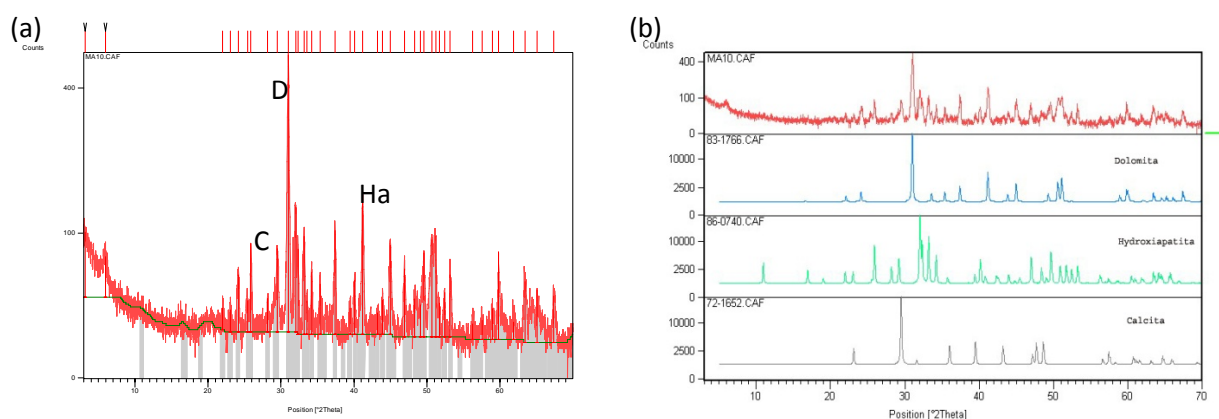 (a)
Counts
MA10.CAF
400
100
0
D
C
Ha
10
20
30
40
50
60
Position [°2Theta]
(b)
Counts
MA10.CAF
400
100
0
83-1766.CAF
Dolomita
10000
2500
0
86-0740.CAF
Hydroxiapatita
10000
2500
0
72-1652.CAF
Calcita
10000
2500
0
10
20
30
40
50
60
70
Position [°2Theta]